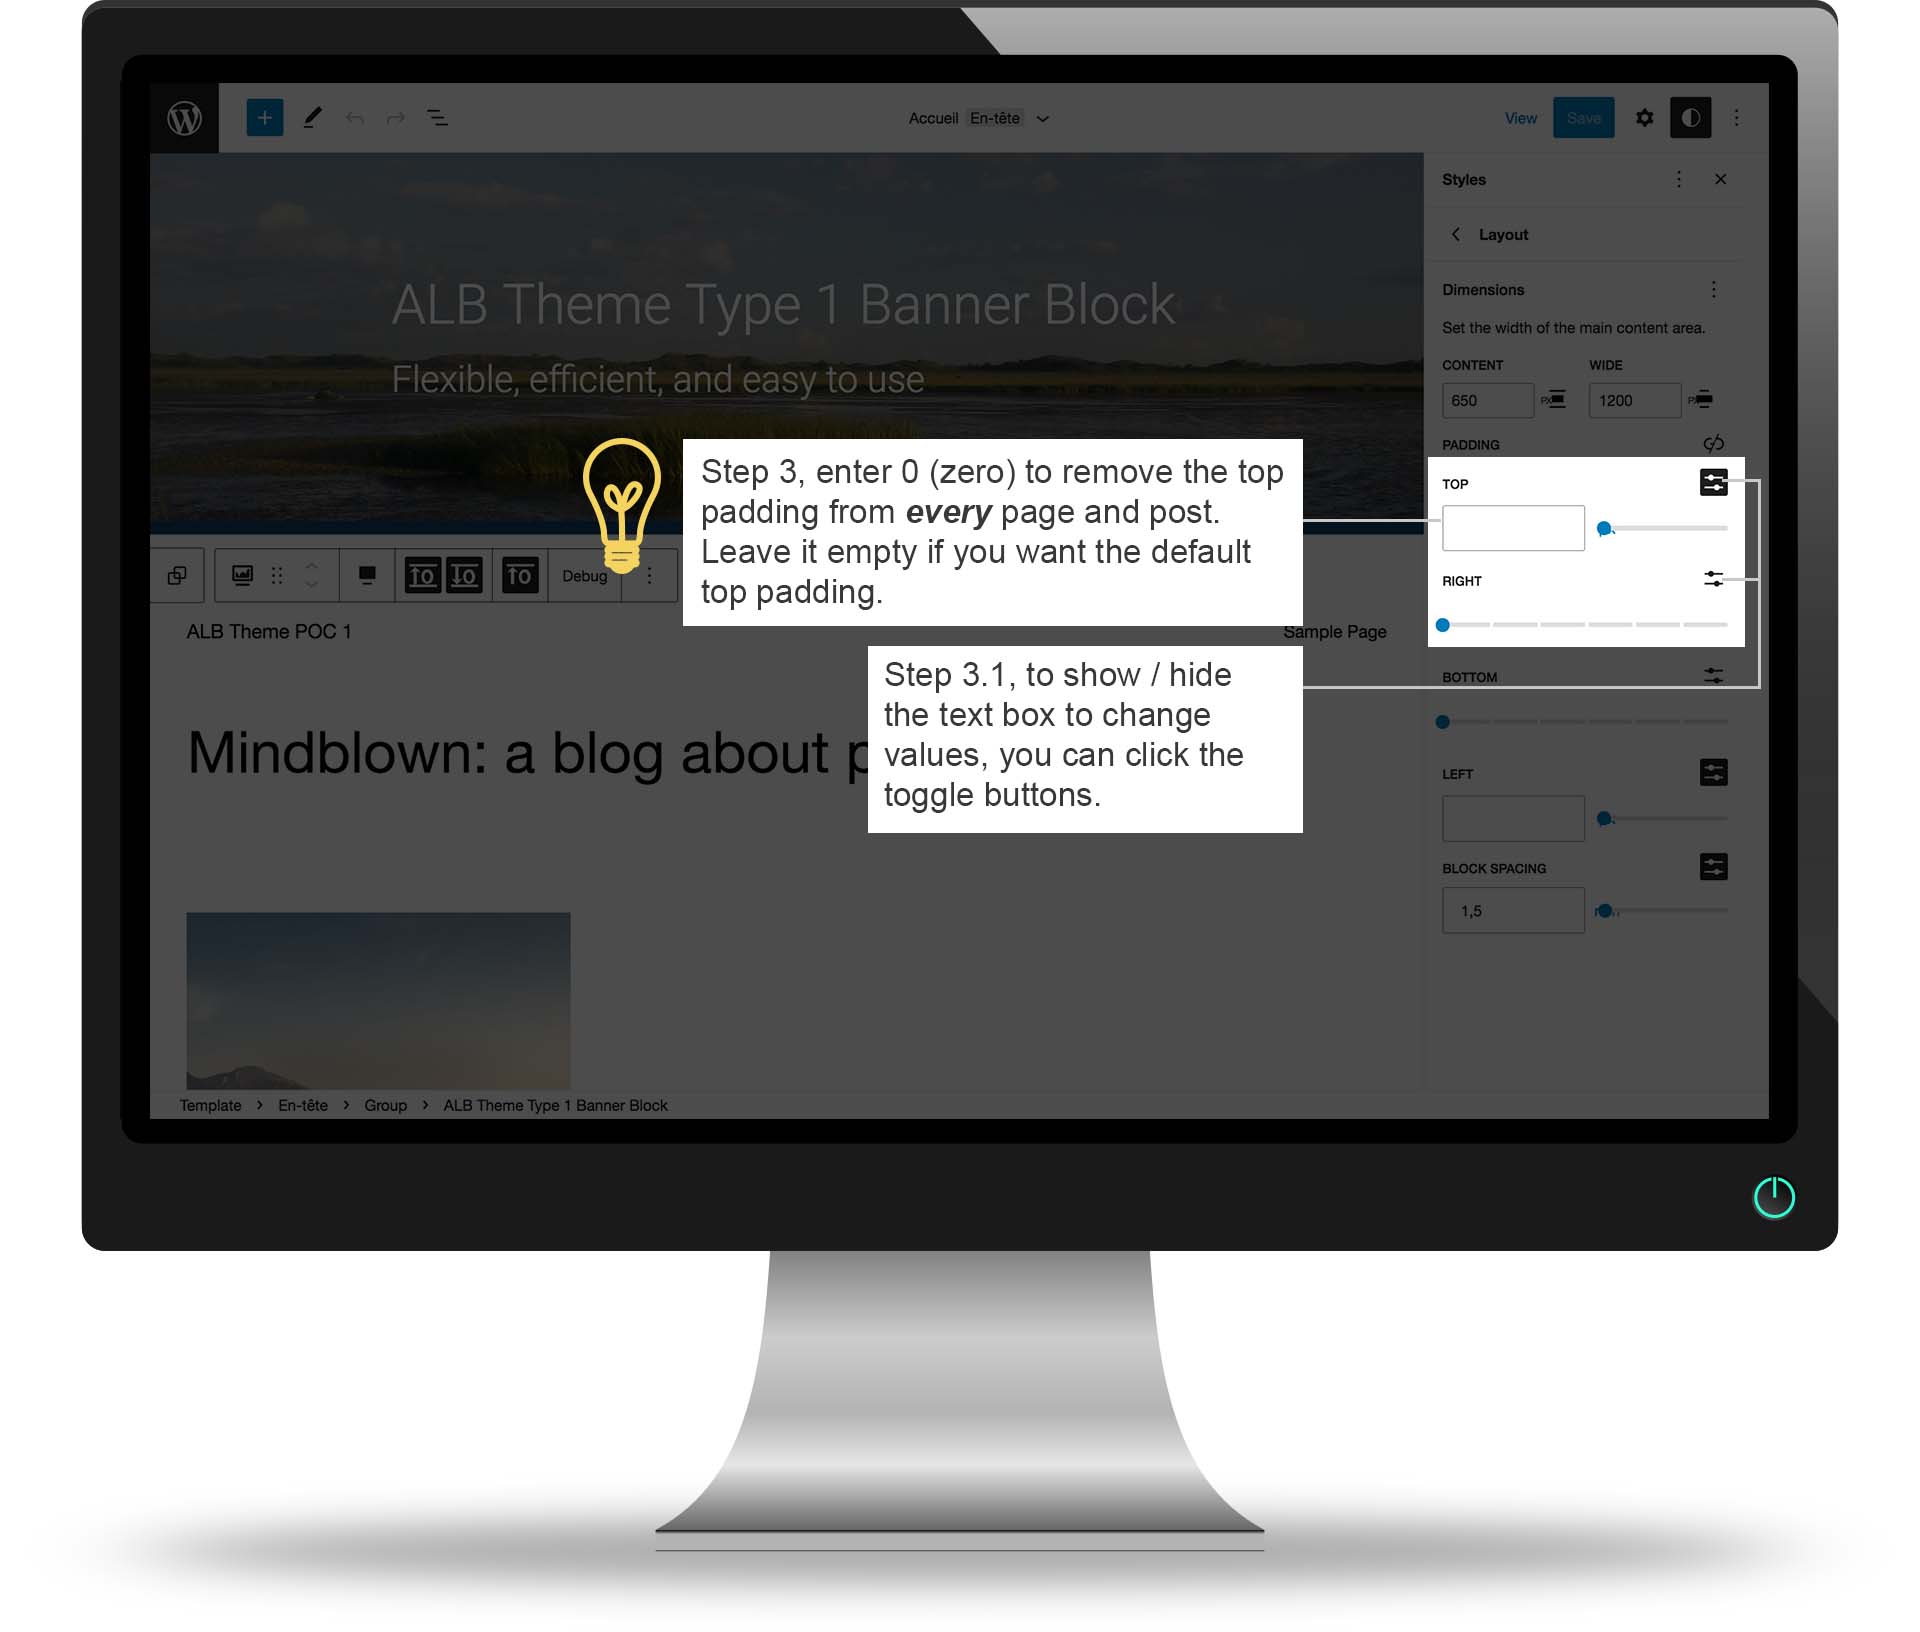 Accueil En-tête
View
Save
Styles
Layout
ALB Theme Type 1 Banner Block
Flexible, efficient, and easy to use
Dimensions
Set the width of the main content area.
CONTENT
WIDE
650
1200
PADDING
TOP
RIGHT
BOTTOM
LEFT
BLOCK SPACING
1,5
Step 3, enter 0 (zero) to remove the top
padding from every page and post.
Leave it empty if you want the default
top padding.
Debug
ALB Theme POC 1
Sample Page
Step 3.1, to show / hide
the text box to change
values, you can click the
toggle buttons.
Mindblown: a blog about
Template > En-tête > Group > ALB Theme Type 1 Banner Block